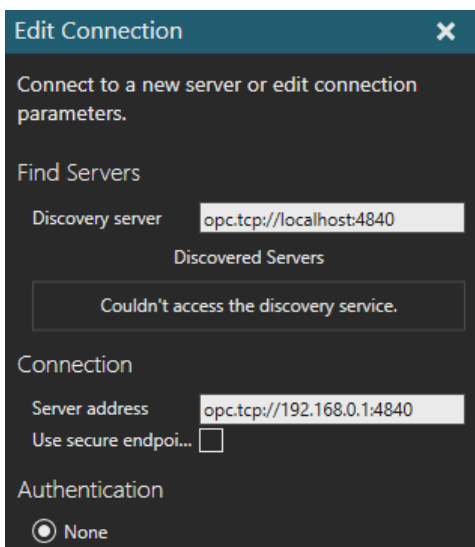 Edit Connection
Connect to a new server or edit connection
parameters.
Find Servers
Discovery server opc.tcp://localhost:4840
Discovered Servers
Couldn't access the discovery service.
Connection
Server address opc.tcp://192.168.0.1:4840
Use secure endpoi...
Authentication
None